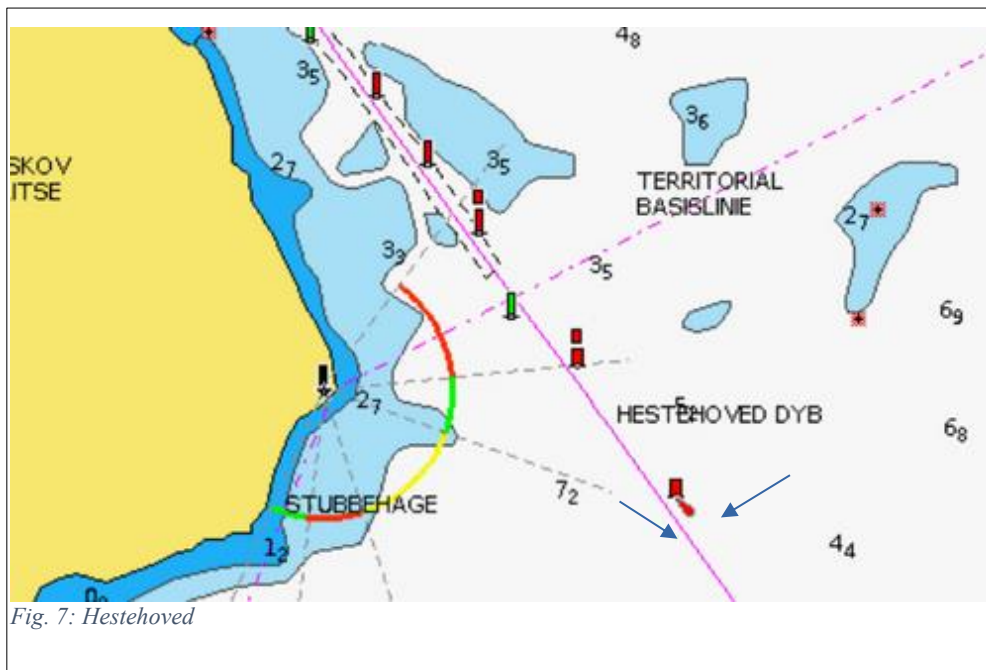 4₈
3₅
3₆
3₅
SKOV
ITSE
2₇
TERRITORIAL
BASISLINIE
2₇
3₃
3₅
6₉
2₇
HESTEHOVED DYB
6₈
7₂
STUBBEHAGE
1₂
4₄
Fig. 7: Hestehoved